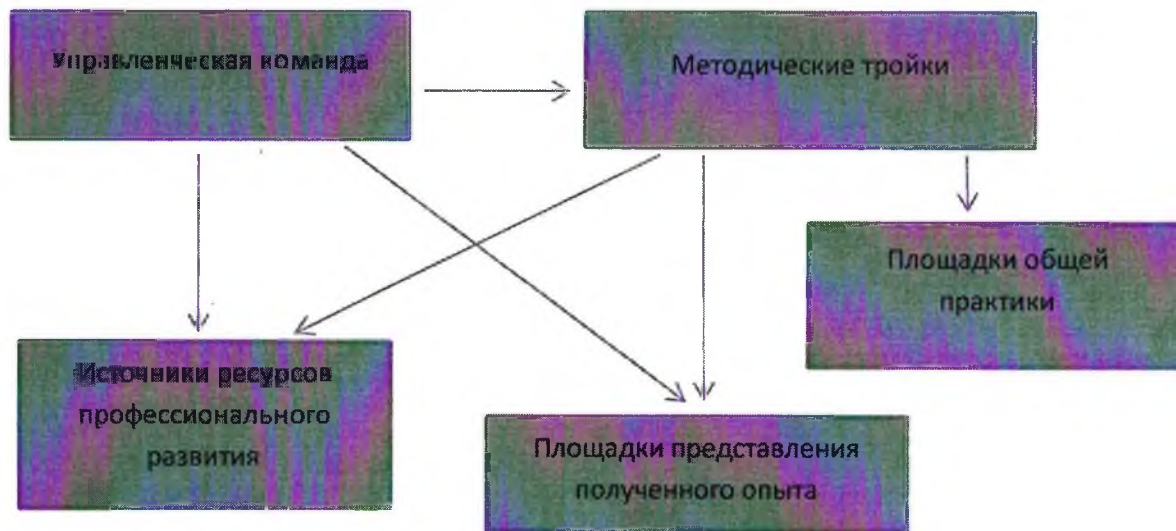 Управленческая команда
Методические тройки
Площадки общей
практики
Источники ресурсов
профессионального
развития
Площадки представления
полученного опыта